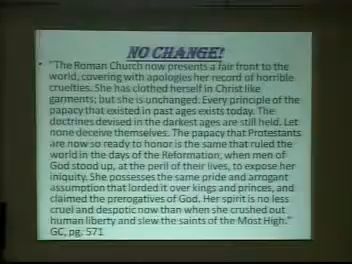 NO CHANGE!
• "The Roman Church now presents a fair front to the
world, covering with apologies her record of horrible
cruelties. She has clothed herself in Christ like
garments; but she is unchanged. Every principle of the
papacy that existed in past ages exists today. The
doctrines devised in the darkest ages are still held. Let
none deceive themselves. The papacy that Protestants
are now so ready to honor is the same that ruled the
world in the days of the Reformation, when men of
God stood up, at the peril of their lives, to expose her
iniquity. She possesses the same pride and arrogant
assumption that lorded it over kings and princes, and
claimed the prerogatives of God. Her spirit is no less
cruel and despotic now than when she crushed out
human liberty and slew the saints of the Most High."
GC, pg. 571